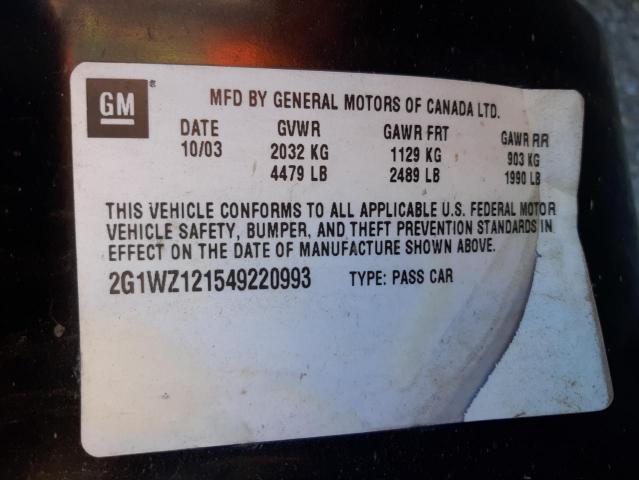 GM®
MFD BY GENERAL MOTORS OF CANADA LTD.
DATE GVWR GAWR FRT GAWR RR
10/03 2032 KG 1129 KG 903 KG
4479 LB 2489 LB 1990 LB
THIS VEHICLE CONFORMS TO ALL APPLICABLE U.S. FEDERAL MOTOR
VEHICLE SAFETY, BUMPER, AND THEFT PREVENTION STANDARDS IN
EFFECT ON THE DATE OF MANUFACTURE SHOWN ABOVE.
2G1WZ121549220993 TYPE: PASS CAR